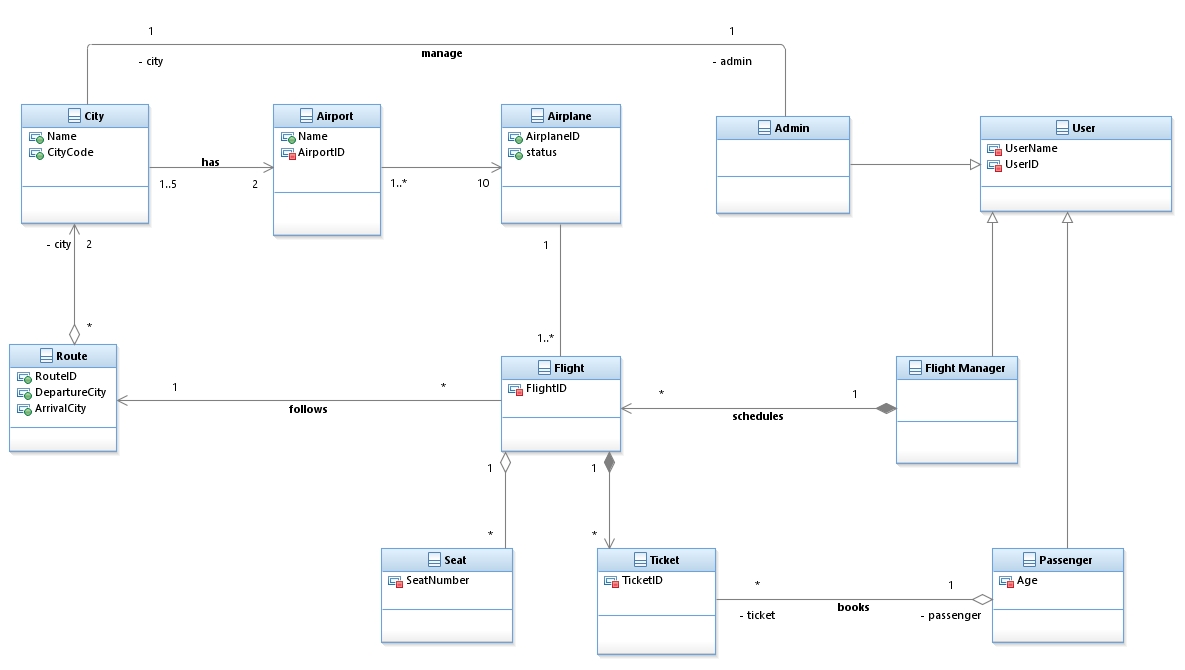 1
1
manage
- city
- admin
City
Name
CityCode
Airport
Name
AirportID
Airplane
AirplaneID
status
Admin
User
UserName
UserID
has
1..5
2
1..*
10
- city
2
*
1
1..*
Route
RouteID
DepartureCity
ArrivalCity
1
*
follows
Flight
FlightID
*
1
schedules
Flight Manager
1
*
1
*
Seat
SeatNumber
Ticket
TicketID
*
1
books
- ticket
- passenger
Passenger
Age